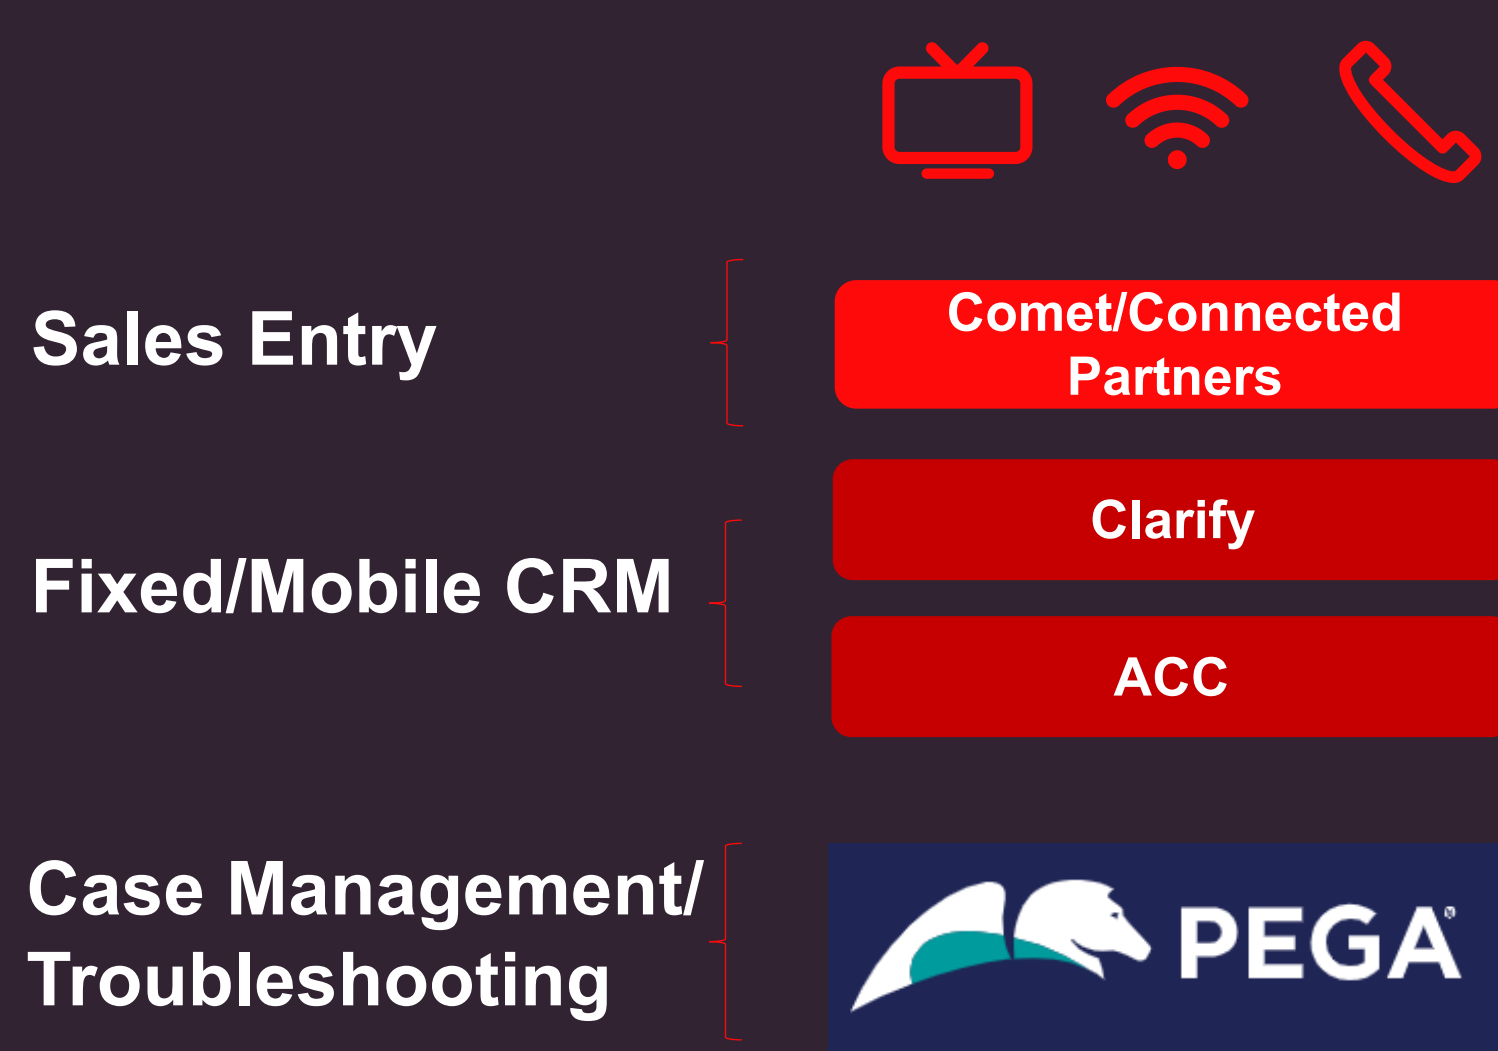 Sales Entry
Comet/Connected
Partners
Fixed/Mobile CRM
Clarify
ACC
Case Management/
Troubleshooting
PEGA